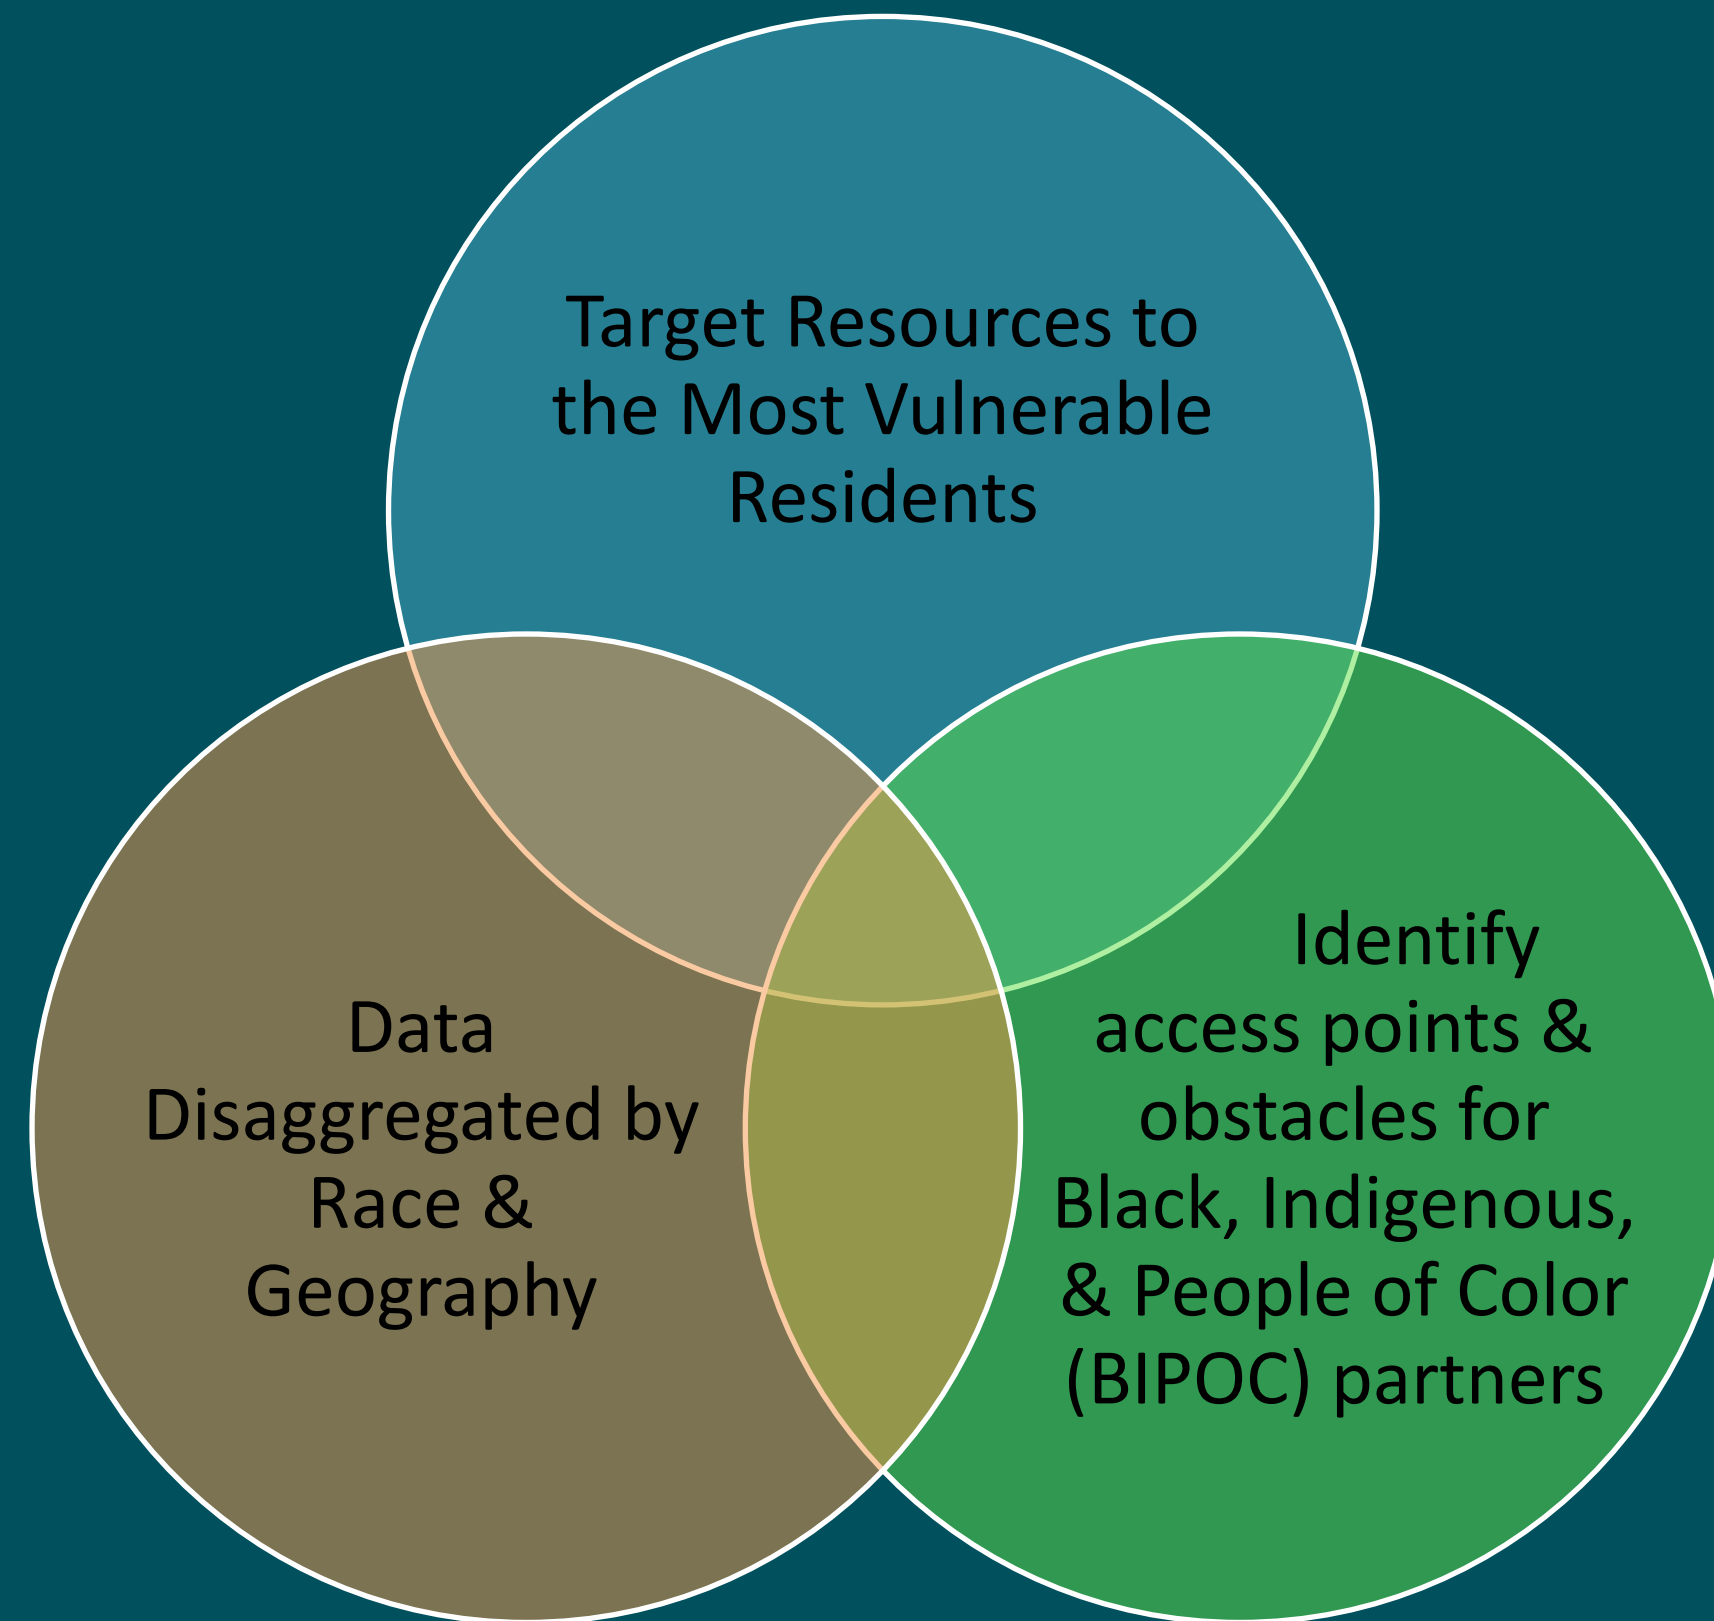 Target Resources to
the Most Vulnerable
Residents
Data
Disaggregated by
Race &
Geography
Identify
access points &
obstacles for
Black, Indigenous,
& People of Color
(BIPOC) partners